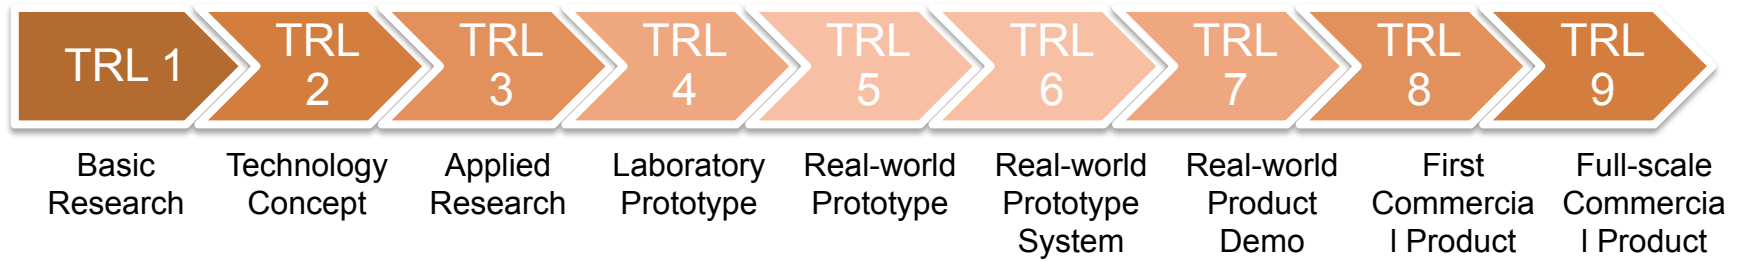 TRL 1
TRL
2
TRL
3
TRL
4
TRL
5
TRL
6
TRL
7
TRL
8
TRL
9
Basic
Research
Technology
Concept
Applied
Research
Laboratory
Prototype
Real-world
Prototype
Real-world
Prototype
System
Real-world
Product
Demo
First
Commercia
l Product
Full-scale
Commercia
l Product